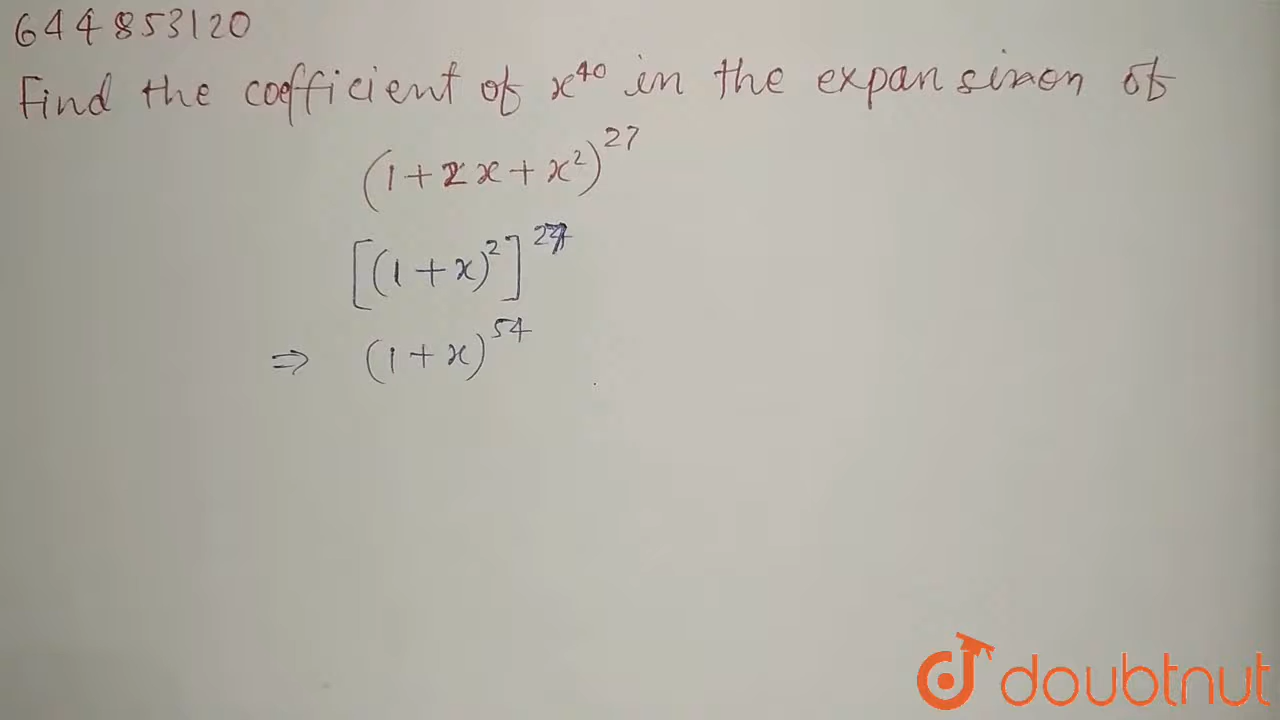 644853120
Find the coefficient of x⁴⁰ in the expansimon of
(1+2x+x²)²⁷
[(1+x)²]²⁷
⇒ (1+x)⁵⁴
doubtnut